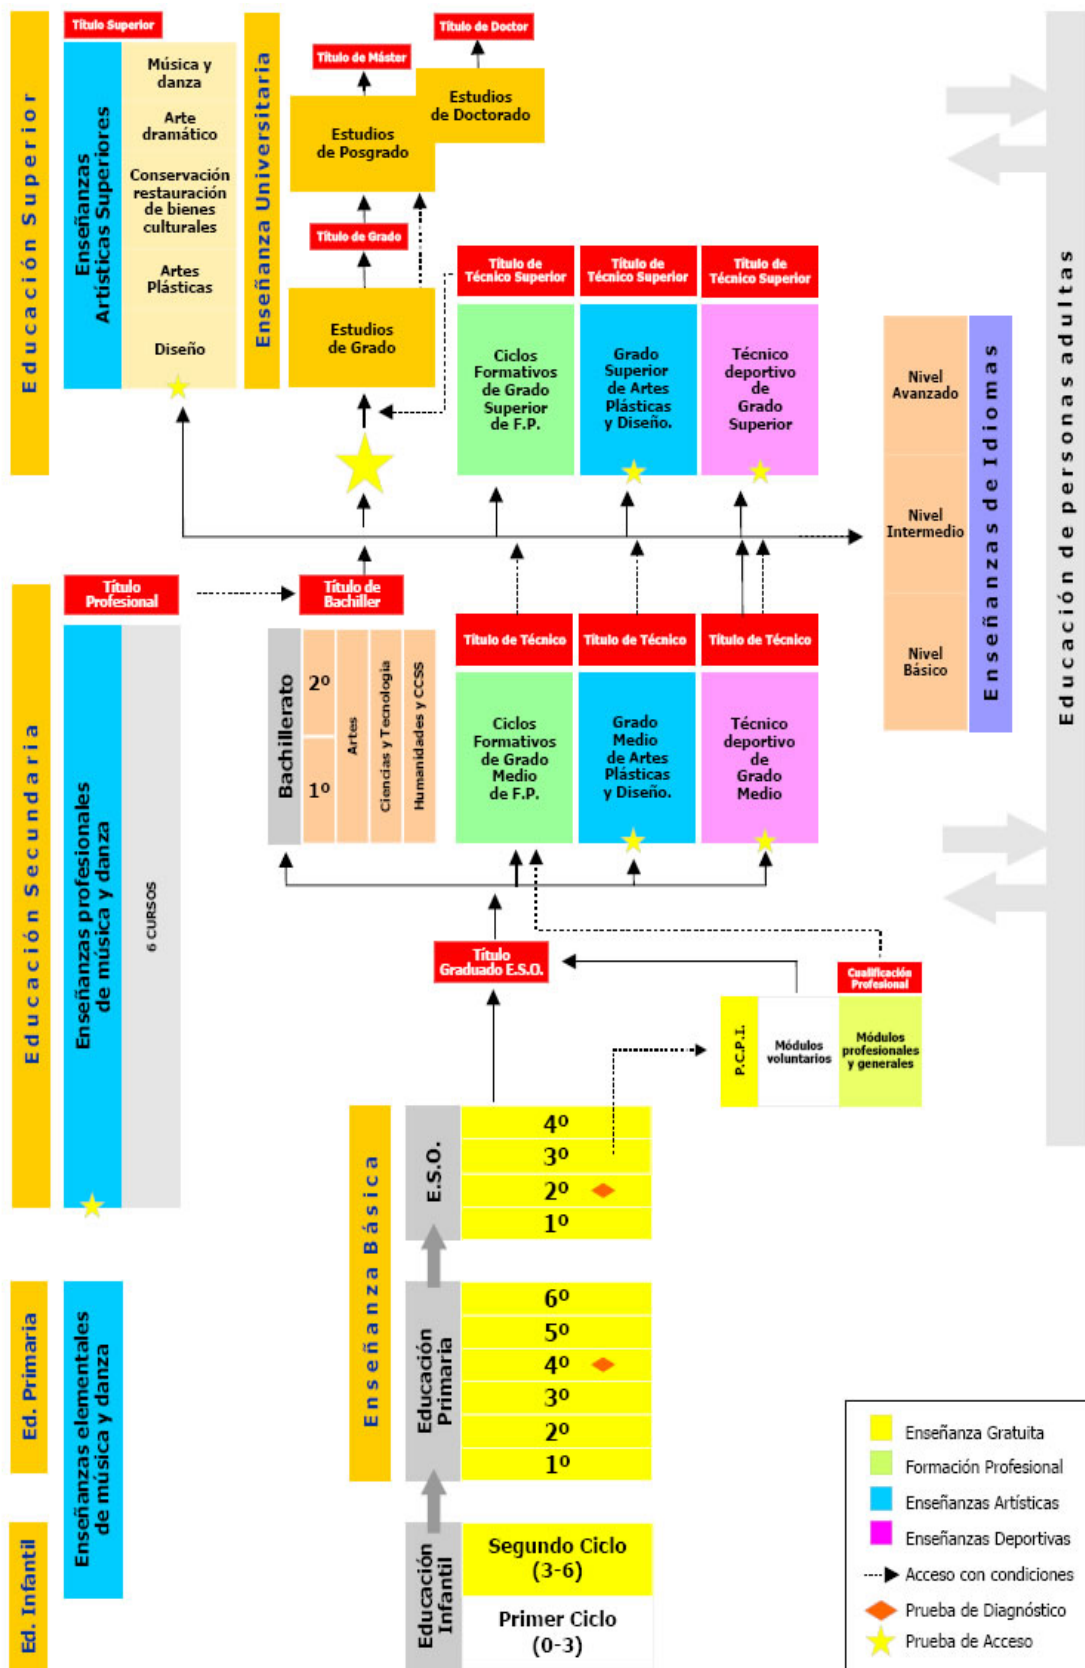 Educación Superior
Título Superior
Enseñanzas
Artísticas Superiores
Música y
danza
Arte
dramático
Conservación
restauración
de bienes
culturales
Artes
Plásticas
Diseño
Enseñanza Universitaria
Título de Máster
Título de Doctor
Estudios
de Posgrado
Estudios
de Doctorado
Título de Grado
Estudios
de Grado
Título de
Técnico Superior
Título de
Técnico Superior
Título de
Técnico Superior
Ciclos
Formativos
de Grado
Superior
de F.P.
Grado
Superior
de Artes
Plásticas
y Diseño.
Técnico
deportivo
de
Grado
Superior
Nivel
Avanzado
Nivel
Intermedio
Nivel
Básico
Enseñanzas de Idiomas
Educación de personas adultas
Educación Secundaria
Título
Profesional
Enseñanzas profesionales
de música y danza
6 CURSOS
Título de
Bachiller
Bachillerato
2º
1º
Artes
Ciencias y Tecnología
Humanidades y CCSS
Título de Técnico
Título de Técnico
Título de Técnico
Ciclos
Formativos
de Grado
Medio
de F.P.
Grado
Medio
de Artes
Plásticas
y Diseño.
Técnico
deportivo
de
Grado
Medio
Título
Graduado E.S.O.
Cualificación
Profesional
P.C.P.I.
Módulos
voluntarios
Módulos
profesionales
y generales
Enseñanza Básica
E.S.O.
4º
3º
2º
1º
Ed. Primaria
Enseñanzas elementales
de música y danza
Educación
Primaria
6º
5º
4º
3º
2º
1º
Ed. Infantil
Educación
Infantil
Segundo Ciclo
(3-6)
Primer Ciclo
(0-3)
Enseñanza Gratuita
Formación Profesional
Enseñanzas Artísticas
Enseñanzas Deportivas
Acceso con condiciones
Prueba de Diagnóstico
Prueba de Acceso